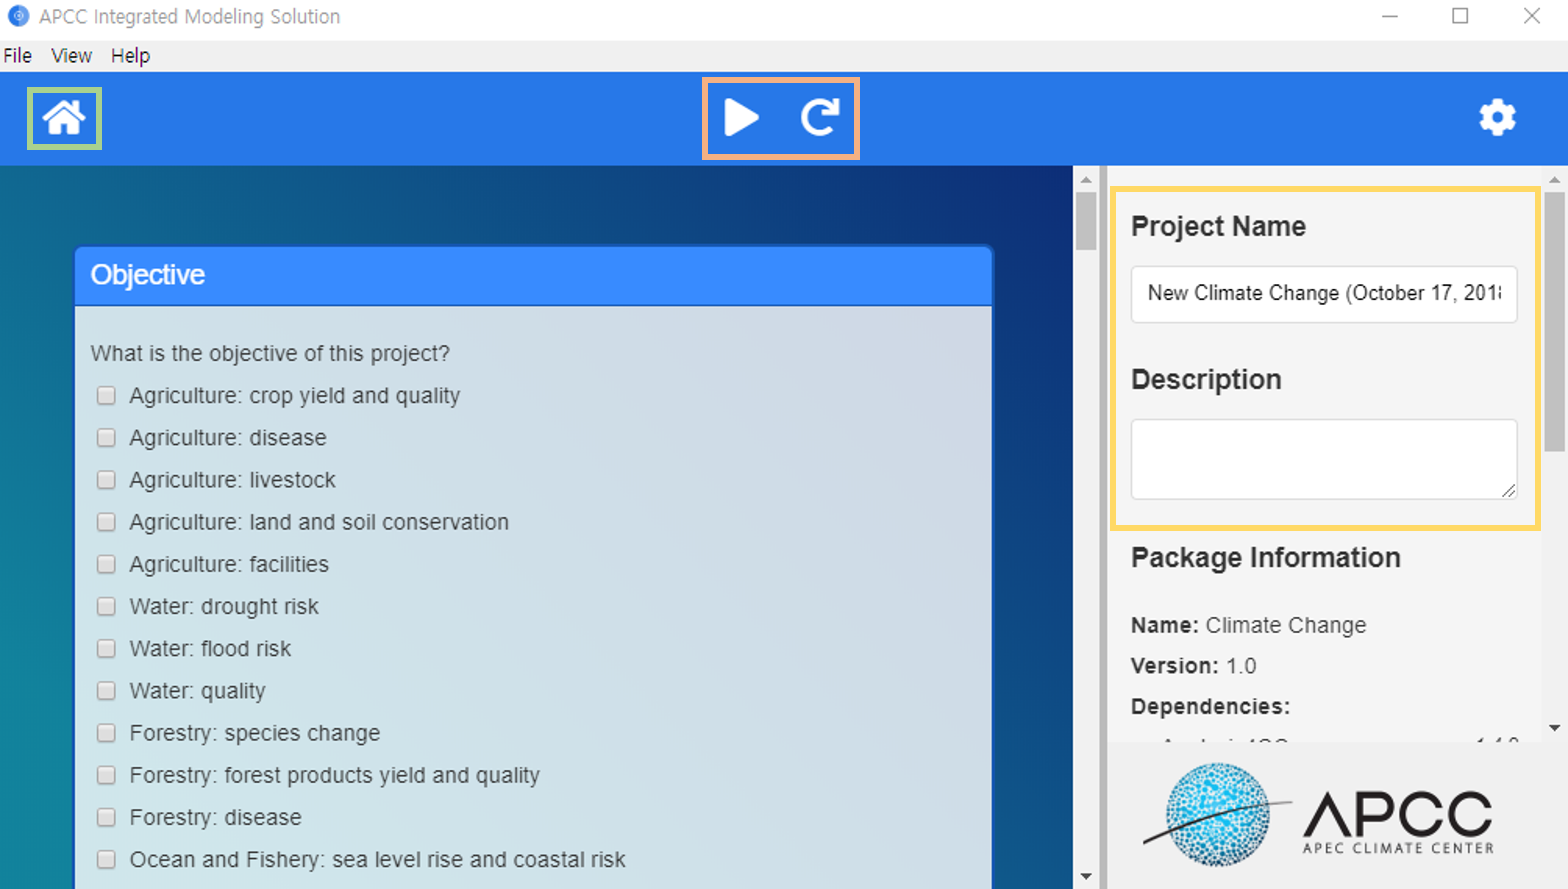 APCC Integrated Modeling Solution
File View Help
Objective
What is the objective of this project?
Agriculture: crop yield and quality
Agriculture: disease
Agriculture: livestock
Agriculture: land and soil conservation
Agriculture: facilities
Water: drought risk
Water: flood risk
Water: quality
Forestry: species change
Forestry: forest products yield and quality
Forestry: disease
Ocean and Fishery: sea level rise and coastal risk
Project Name
New Climate Change (October 17, 201
Description
Package Information
Name: Climate Change
Version: 1.0
Dependencies:
APCC
APEC CLIMATE CENTER